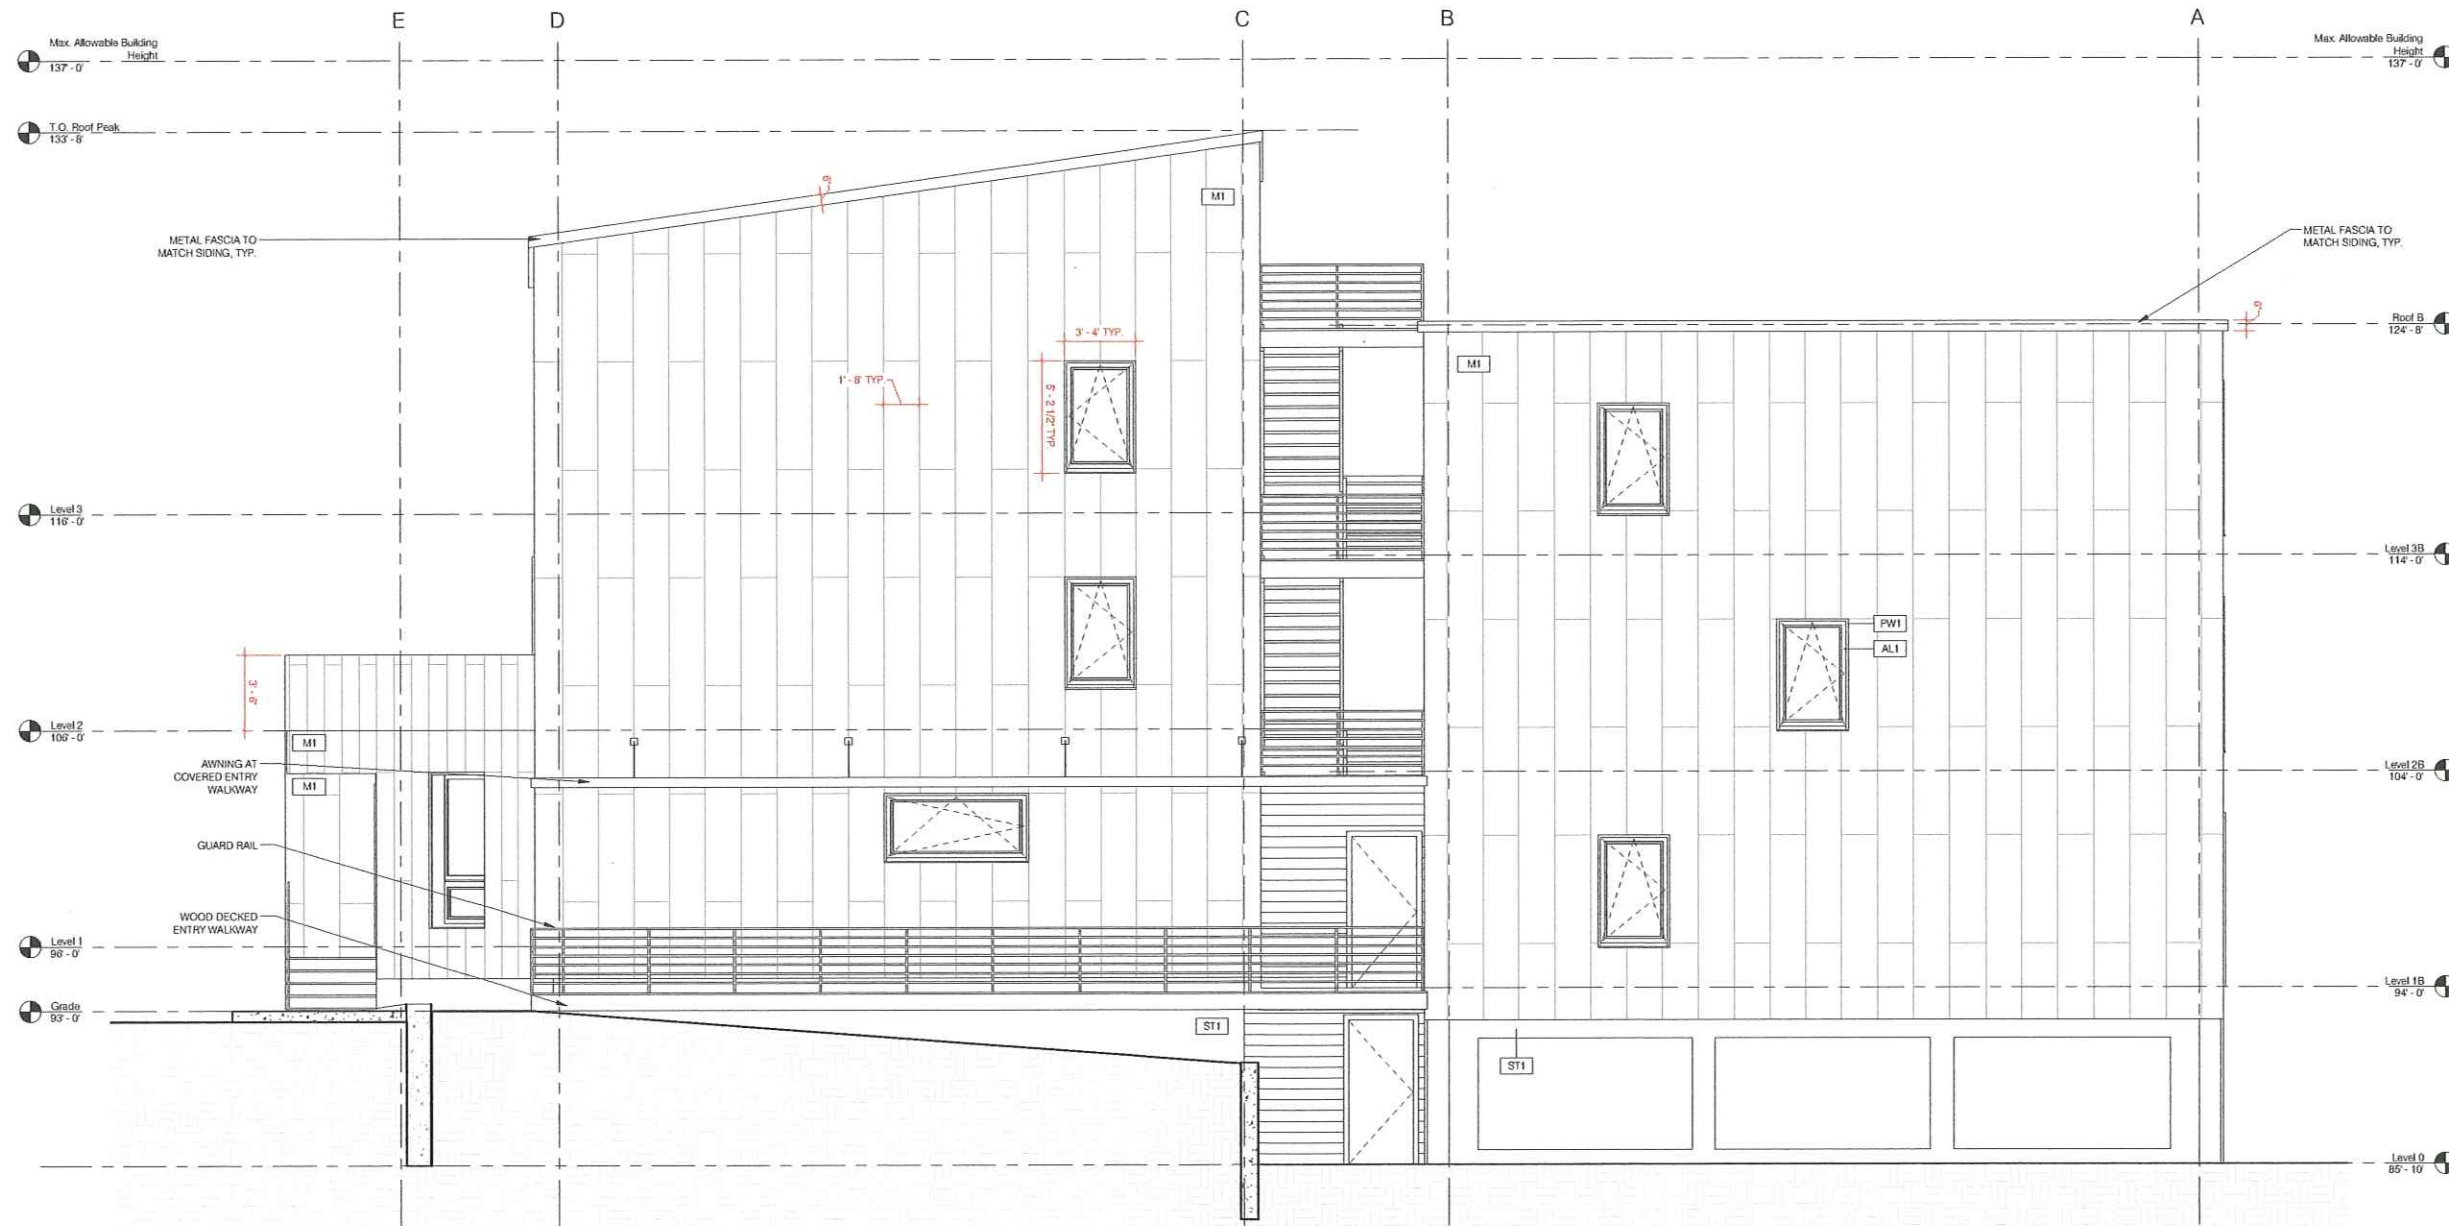 E D C B A
Max. Allowable Building
Height
137' - 0"
Max. Allowable Building
Height
137' - 0"
T.O. Roof Peak
133' - 8"
6"
M1
METAL FASCIA TO
MATCH SIDING, TYP.
METAL FASCIA TO
MATCH SIDING, TYP.
6"
Roof B
124' - 8"
3' - 4" TYP.
M1
1' - 8" TYP.
5' - 2 1/2" TYP.
Level 3
116' - 0"
Level 3B
114' - 0"
PW1
AL1
3' - 6"
Level 2
106' - 0"
M1
AWNING AT
COVERED ENTRY
WALKWAY
M1
Level 2B
104' - 0"
GUARD RAIL
WOOD DECKED
ENTRY WALKWAY
Level 1
96' - 0"
Level 1B
94' - 0"
Grade
93' - 0"
ST1
ST1
Level 0
85' - 10"